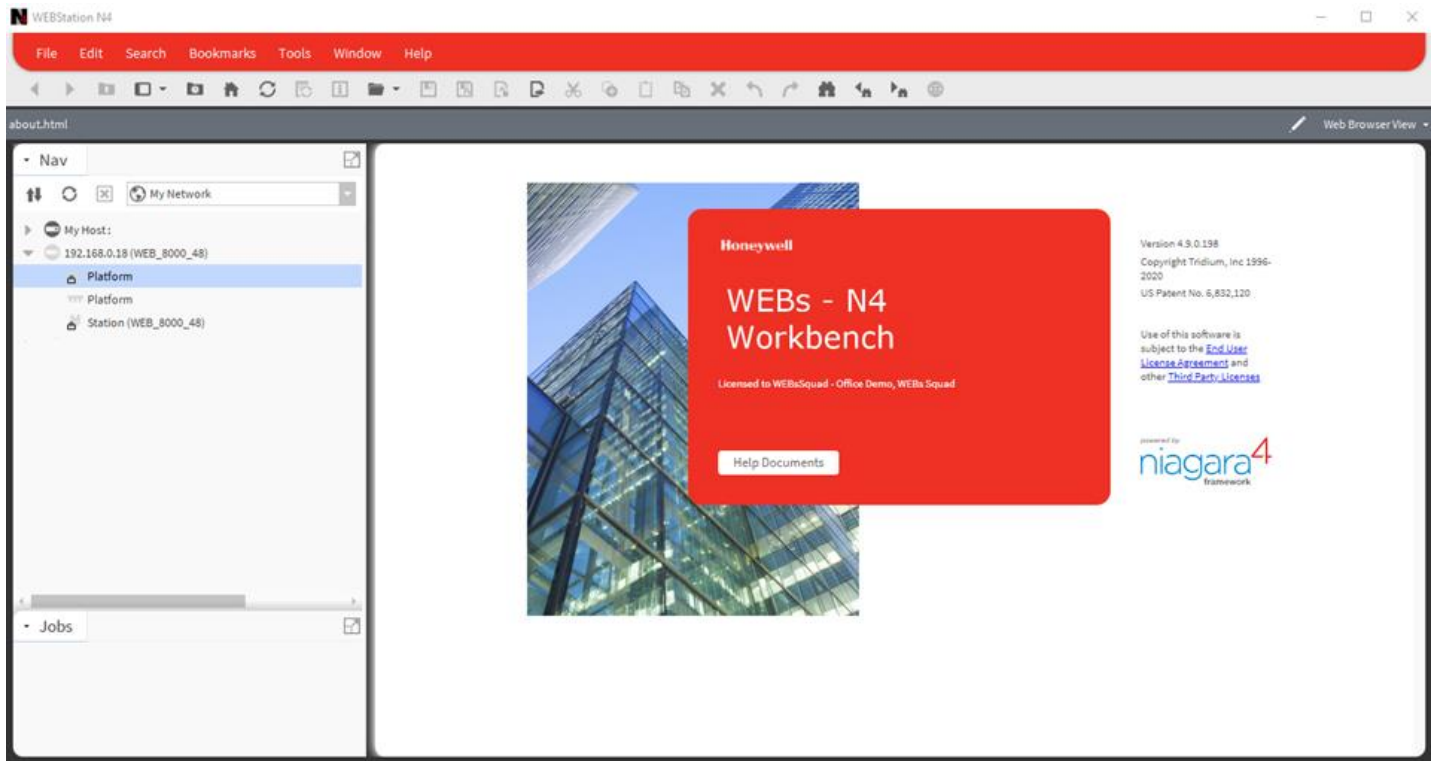 WEBStation N4
File Edit Search Bookmarks Tools Window Help
about.html
Web Browser View
Nav
My Network
My Host :
192.168.0.18 (WEB_8000_48)
Platform
Platform
Station (WEB_8000_48)
Jobs
Honeywell
WEBs - N4
Workbench
Licensed to WEBsSquad - Office Demo, WEBs Squad
Help Documents
Version 4.9.0.198
Copyright Tridium, Inc 1996-
2020
US Patent No. 6,832,120
Use of this software is
subject to the End User
License Agreement and
other Third Party Licenses
powered by
niagara4
framework